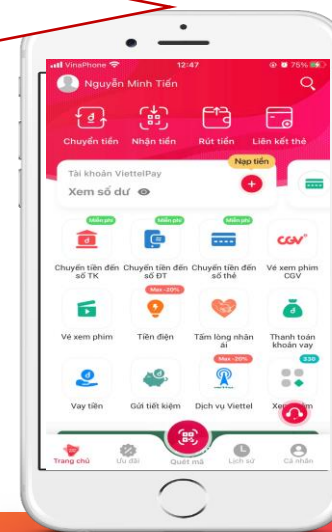 VinaPhone 12:47 75%
Nguyễn Minh Tiến
Chuyển tiền Nhận tiền Rút tiền Liên kết thẻ
Nạp tiền
Tài khoản ViettelPay
Xem số dư
Miễn phí Miễn phí Miễn phí
CGV
Chuyển tiền đến Chuyển tiền đến Chuyển tiền đến Vé xem phim
số TK số ĐT số thẻ CGV
Max -20%
Vé xem phim Tiền điện Tấm lòng nhân Thanh toán
ái khoản vay
Max -20% 330
Vay tiền Gửi tiết kiệm Dịch vụ Viettel
Trang chủ Ưu đãi Quét mã Lịch sử Cá nhân